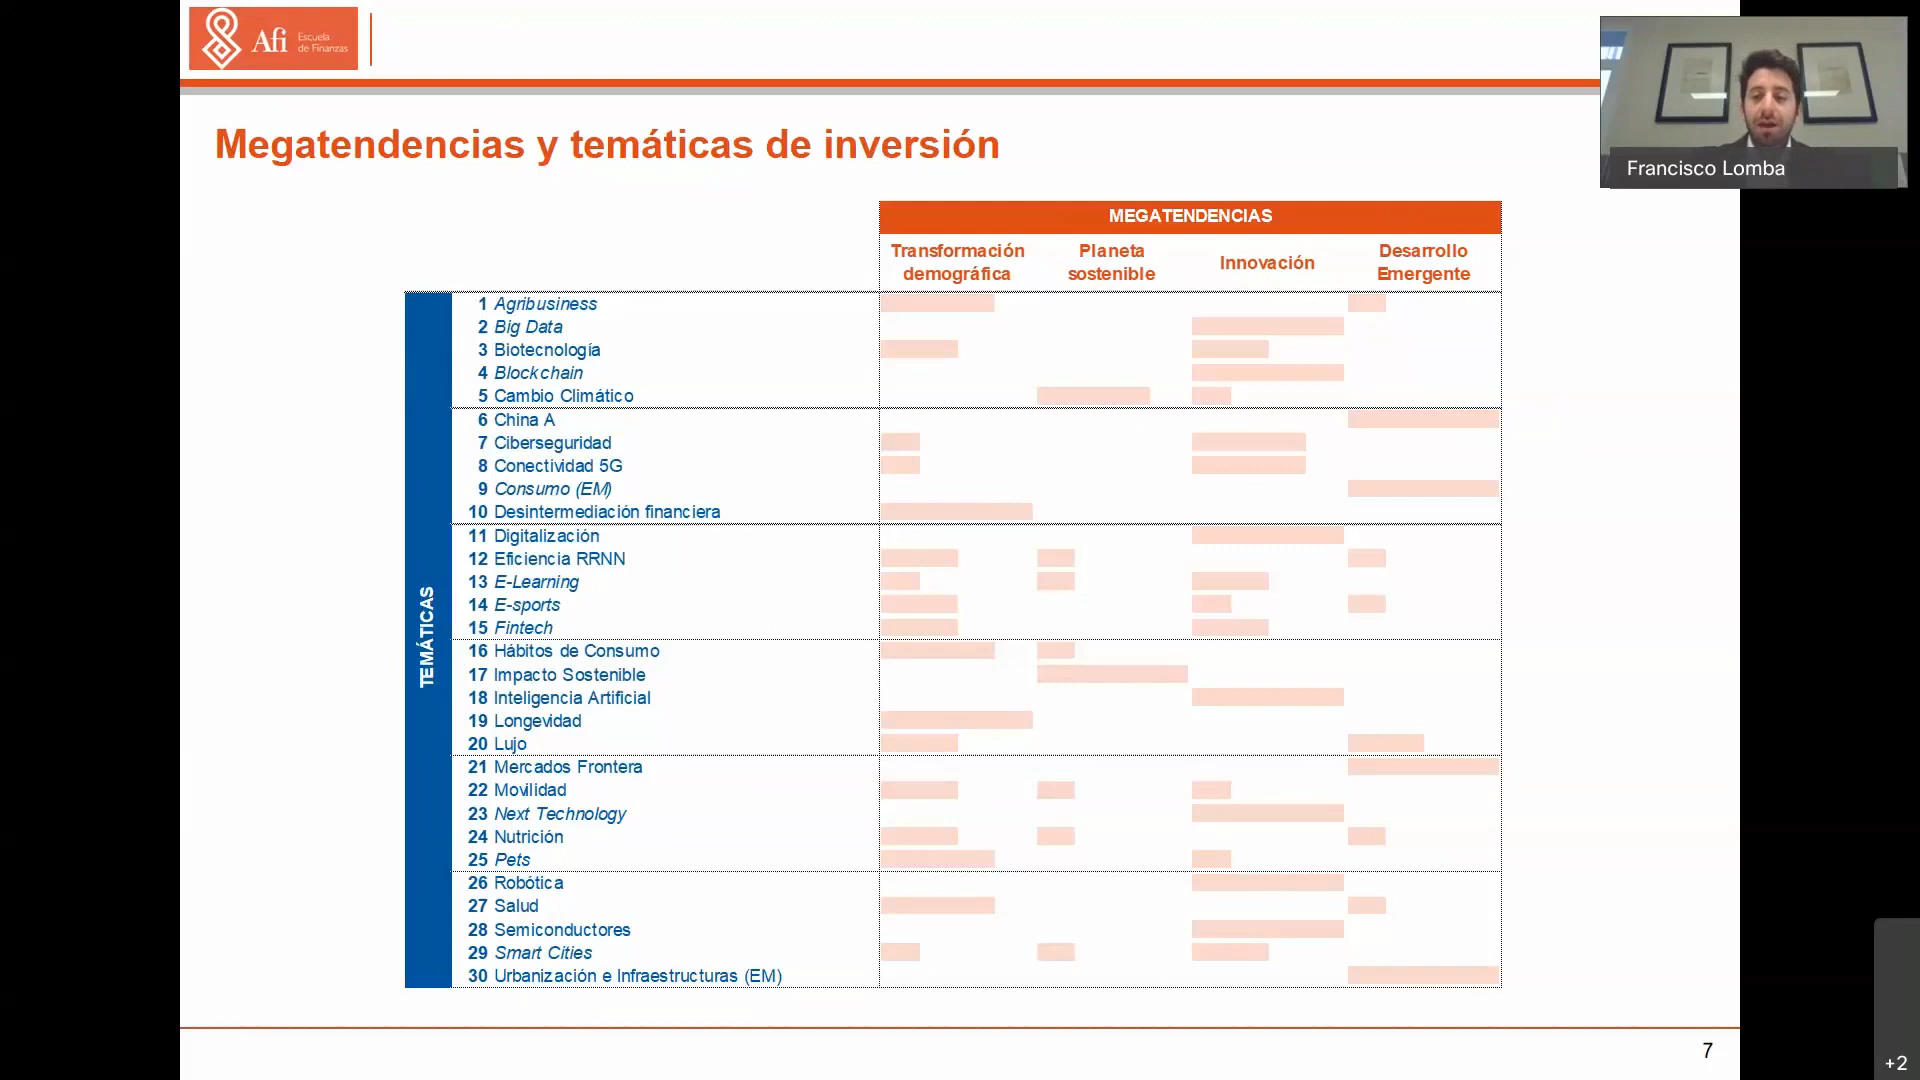 Afi Escuela
de Finanzas
Francisco Lomba
Megatendencias y temáticas de inversión
MEGATENDENCIAS
Transformación
demográfica
Planeta
sostenible
Innovación
Desarrollo
Emergente
TEMÁTICAS
1 Agribusiness
2 Big Data
3 Biotecnología
4 Blockchain
5 Cambio Climático
6 China A
7 Ciberseguridad
8 Conectividad 5G
9 Consumo (EM)
10 Desintermediación financiera
11 Digitalización
12 Eficiencia RRNN
13 E-Learning
14 E-sports
15 Fintech
16 Hábitos de Consumo
17 Impacto Sostenible
18 Inteligencia Artificial
19 Longevidad
20 Lujo
21 Mercados Frontera
22 Movilidad
23 Next Technology
24 Nutrición
25 Pets
26 Robótica
27 Salud
28 Semiconductores
29 Smart Cities
30 Urbanización e Infraestructuras (EM)
7
+2